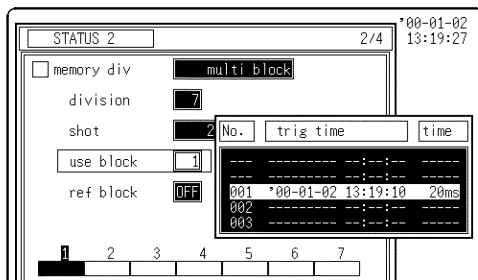 '00-01-02
STATUS 2 2/4 13:19:27
memory div multi block
division 7
shot 2
No. trig time time
--- --------- --:--:-- -----
use block 1
--- --------- --:--:-- -----
ref block OFF
001 '00-01-02 13:19:10 20ms
002 --------- --:--:-- -----
003 --------- --:--:-- -----
1 2 3 4 5 6 7